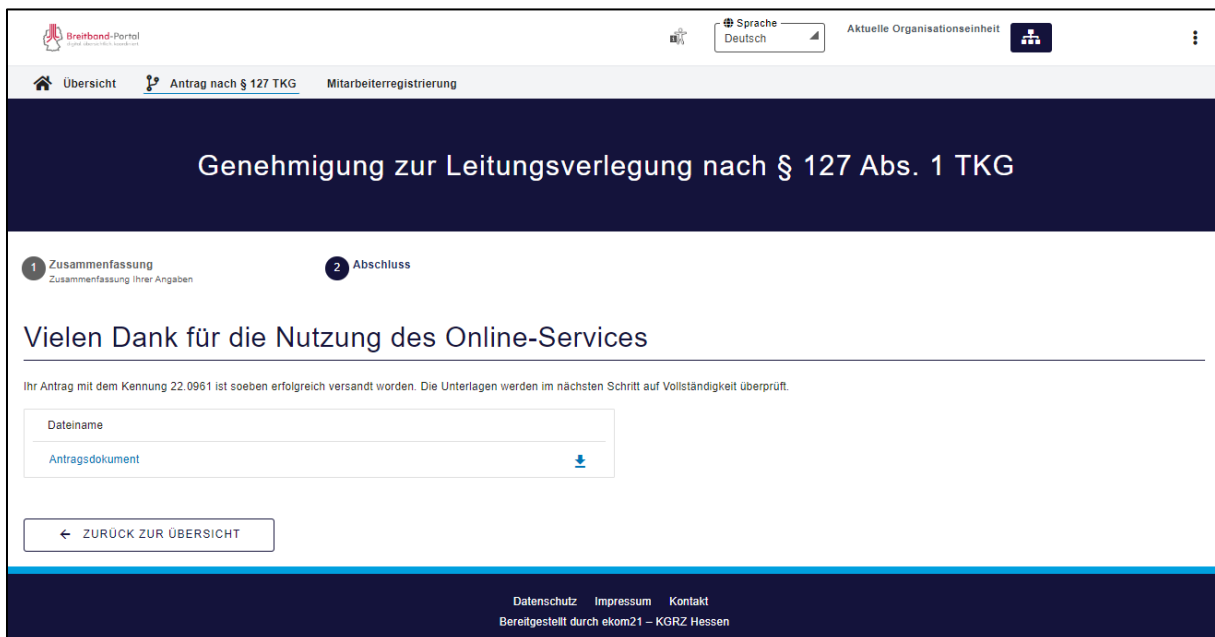 Breitband-Portal
Sprache
Deutsch
Aktuelle Organisationseinheit
Übersicht
Antrag nach § 127 TKG
Mitarbeiterregistrierung
Genehmigung zur Leitungsverlegung nach § 127 Abs. 1 TKG
1 Zusammenfassung
Zusammenfassung Ihrer Angaben
2 Abschluss
Vielen Dank für die Nutzung des Online-Services
Ihr Antrag mit dem Kennung 22.0961 ist soeben erfolgreich versandt worden. Die Unterlagen werden im nächsten Schritt auf Vollständigkeit überprüft.
Dateiname
Antragsdokument
ZURÜCK ZUR ÜBERSICHT
Datenschutz Impressum Kontakt
Bereitgestellt durch ekom21 – KGRZ Hessen